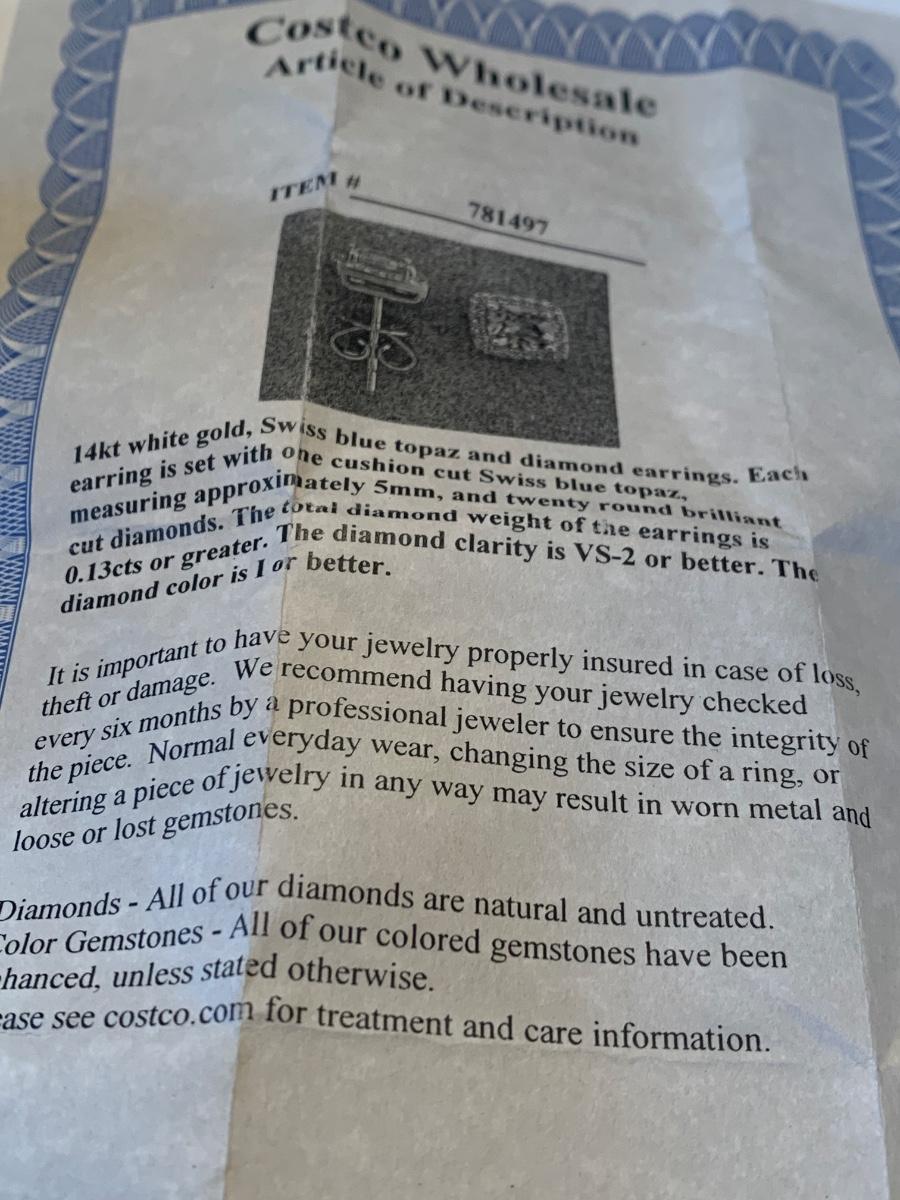 Costco Wholesale
Article of Description
ITEM # 781497
14kt white gold, Swiss blue topaz and diamond earrings. Each
earring is set with one cushion cut Swiss blue topaz,
measuring approximately 5mm, and twenty round brilliant
cut diamonds. The total diamond weight of the earrings is
0.13cts or greater. The diamond clarity is VS-2 or better. The
diamond color is I or better.
It is important to have your jewelry properly insured in case of loss,
theft or damage. We recommend having your jewelry checked
every six months by a professional jeweler to ensure the integrity of
the piece. Normal everyday wear, changing the size of a ring, or
altering a piece of jewelry in any way may result in worn metal and
loose or lost gemstones.
Diamonds - All of our diamonds are natural and untreated.
Color Gemstones - All of our colored gemstones have been
hanced, unless stated otherwise.
ease see costco.com for treatment and care information.